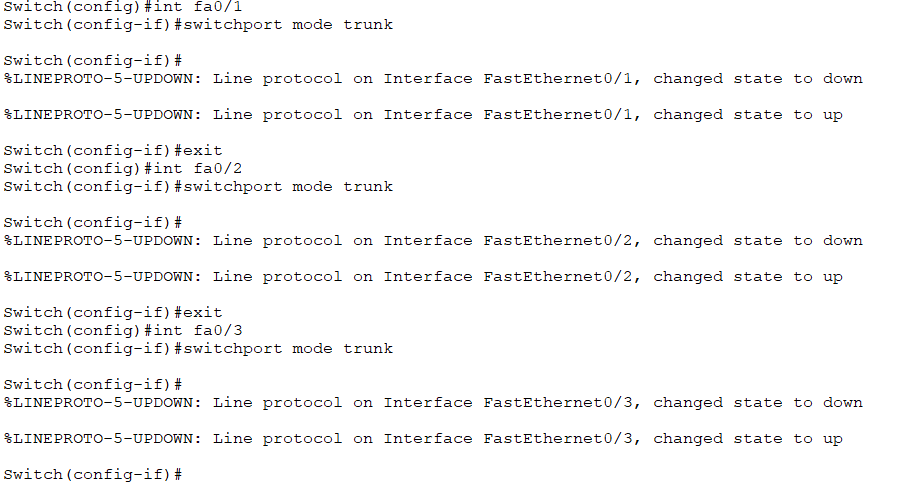 Switch(config)#int fa0/1
Switch(config-if)#switchport mode trunk
Switch(config-if)#
%LINEPROTO-5-UPDOWN: Line protocol on Interface FastEthernet0/1, changed state to down
%LINEPROTO-5-UPDOWN: Line protocol on Interface FastEthernet0/1, changed state to up
Switch(config-if)#exit
Switch(config)#int fa0/2
Switch(config-if)#switchport mode trunk
Switch(config-if)#
%LINEPROTO-5-UPDOWN: Line protocol on Interface FastEthernet0/2, changed state to down
%LINEPROTO-5-UPDOWN: Line protocol on Interface FastEthernet0/2, changed state to up
Switch(config-if)#exit
Switch(config)#int fa0/3
Switch(config-if)#switchport mode trunk
Switch(config-if)#
%LINEPROTO-5-UPDOWN: Line protocol on Interface FastEthernet0/3, changed state to down
%LINEPROTO-5-UPDOWN: Line protocol on Interface FastEthernet0/3, changed state to up
Switch(config-if)#